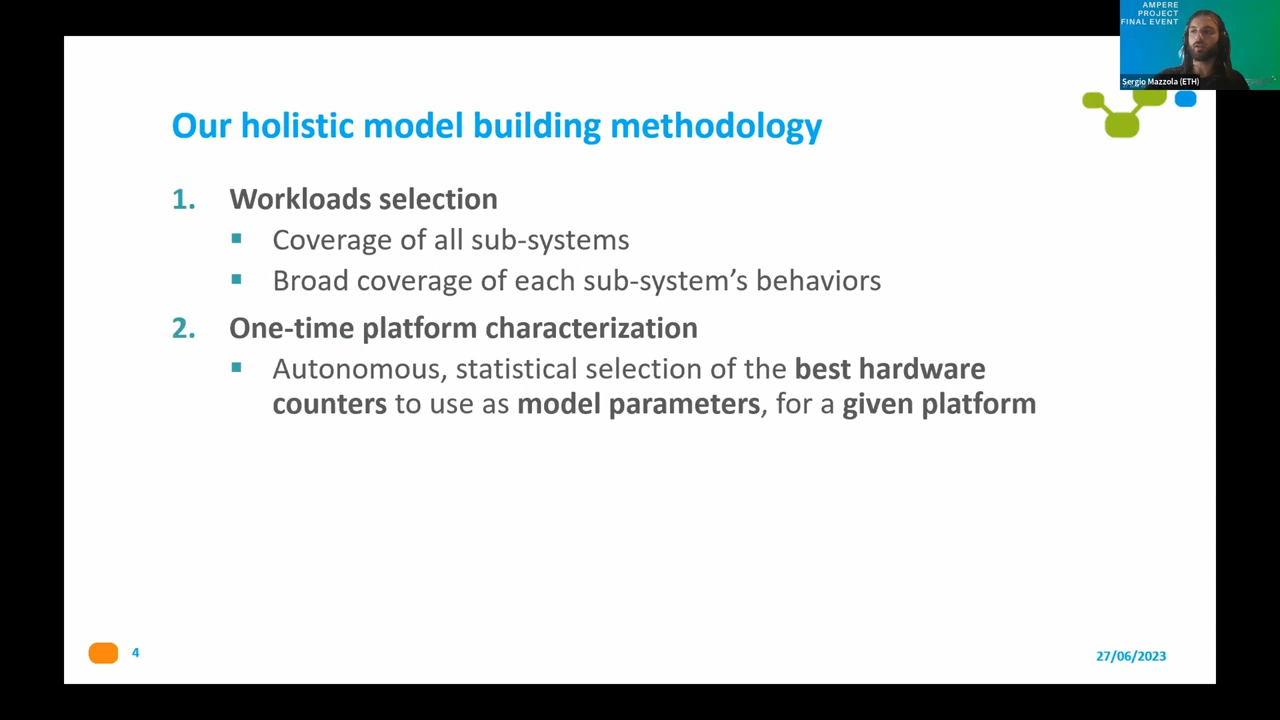 AMPERE
PROJECT
FINAL EVENT
Sergio Mazzola (ETH)
Our holistic model building methodology
1. Workloads selection
▪ Coverage of all sub-systems
▪ Broad coverage of each sub-system’s behaviors
2. One-time platform characterization
▪ Autonomous, statistical selection of the best hardware
counters to use as model parameters, for a given platform
4
27/06/2023